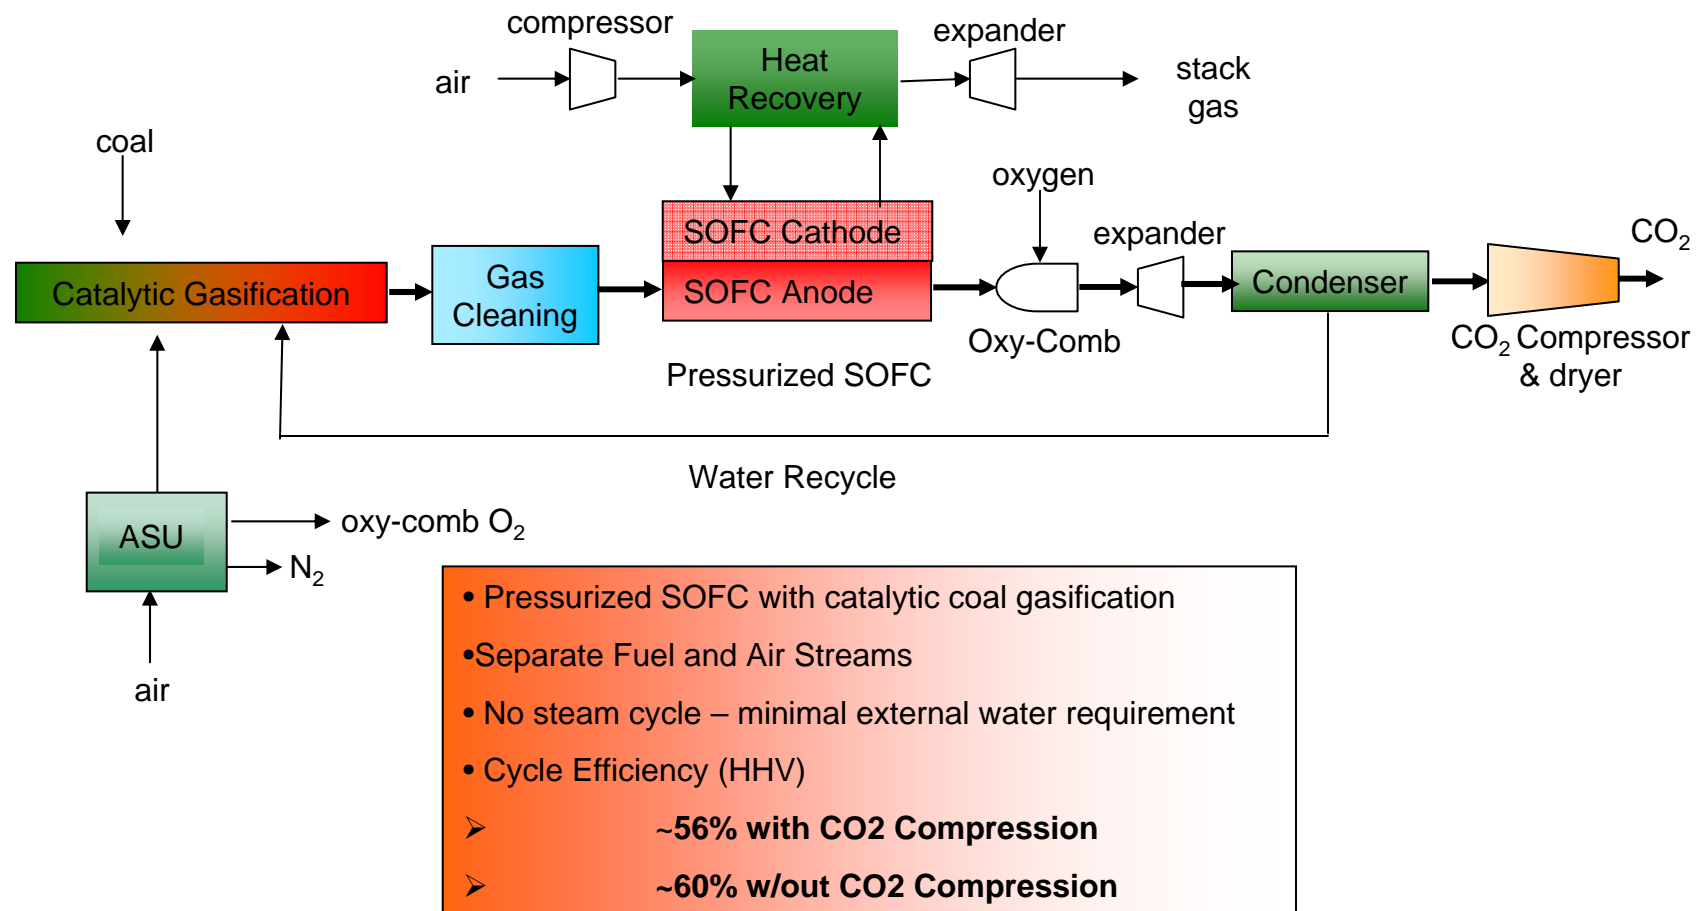 compressor
expander
air
Heat
Recovery
stack
gas
coal
oxygen
SOFC Cathode
expander
CO2
Catalytic Gasification
Gas
Cleaning
SOFC Anode
Condenser
Oxy-Comb
CO2 Compressor
& dryer
Pressurized SOFC
Water Recycle
ASU
oxy-comb O2
N2
air
• Pressurized SOFC with catalytic coal gasification
•Separate Fuel and Air Streams
• No steam cycle – minimal external water requirement
• Cycle Efficiency (HHV)
➢ ~56% with CO2 Compression
➢ ~60% w/out CO2 Compression